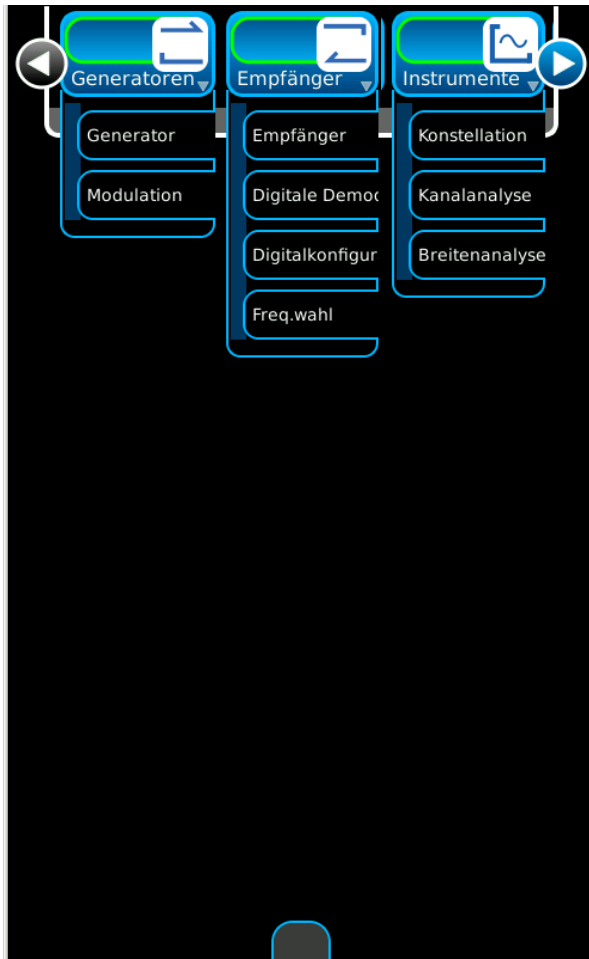 Generatoren
Empfänger
Instrumente
Generator
Modulation
Empfänger
Digitale Demod
Digitalkonfigur
Freq.wahl
Konstellation
Kanalanalyse
Breitenanalyse